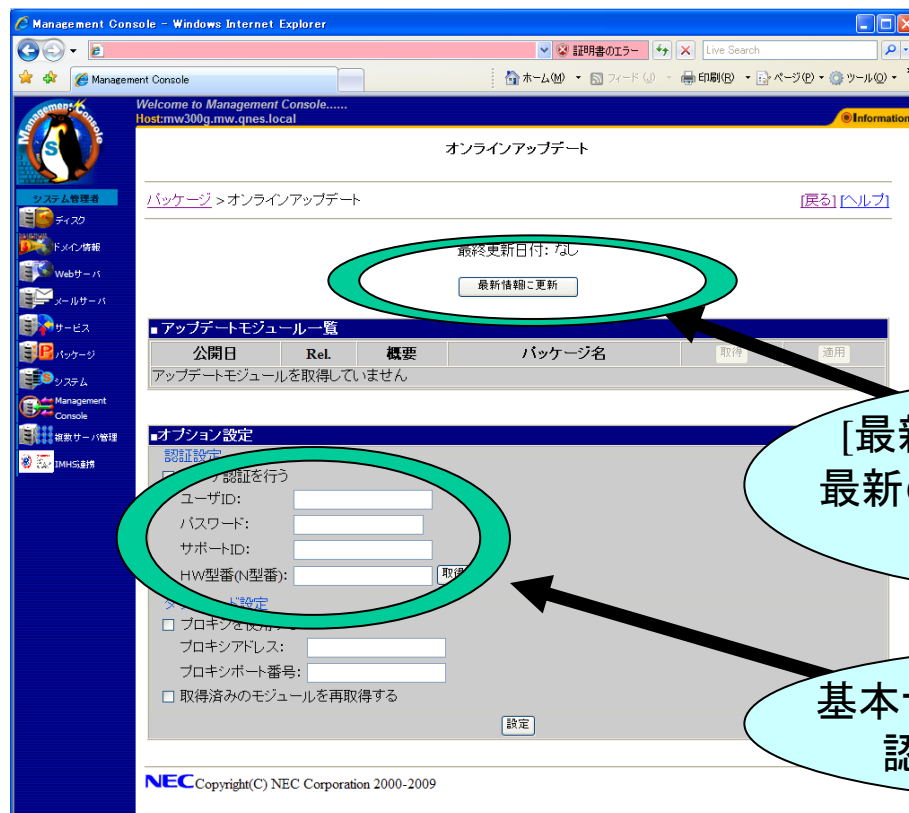 Management Console - Windows Internet Explorer
証明書のエラー
Live Search
Management Console
ホーム(M)
フィード(J)
印刷(R)
ページ(P)
ツール(O)
Management Console
Welcome to Management Console......
Host:mw300g.mw.qnes.local
Information
オンラインアップデート
システム管理者
パッケージ >オンラインアップデート
[戻る] [ヘルプ]
ディスク
ドメイン情報
Webサーバ
メールサーバ
サービス
パッケージ
システム
Management Console
複数サーバ管理
IMHS連携
最終更新日付: なし
最新情報に更新
■アップデートモジュール一覧
公開日 Rel. 概要 パッケージ名 取得 適用
アップデートモジュールを取得していません
■オプション設定
認証設定
認証を行う
ユーザID:
パスワード:
サポートID:
HW型番(N型番):
取得
ド設定
□ プロキシを使用する
プロキシアドレス:
プロキシポート番号:
□ 取得済みのモジュールを再取得する
設定
[最新
最新の
基本サ
認
NEC Copyright(C) NEC Corporation 2000-2009